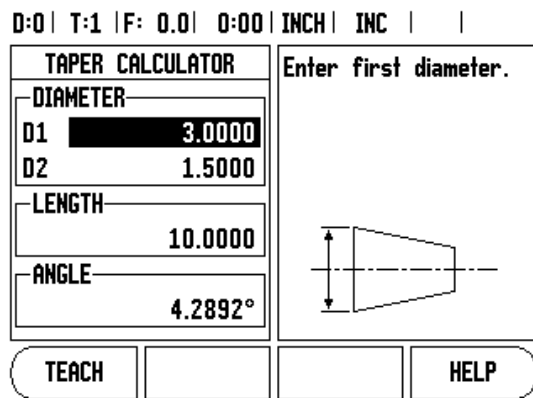 D:0| T:1 |F: 0.0| 0:00|INCH| INC | |
TAPER CALCULATOR
Enter first diameter.
DIAMETER
D1 3.0000
D2 1.5000
LENGTH
10.0000
ANGLE
4.2892°
TEACH HELP